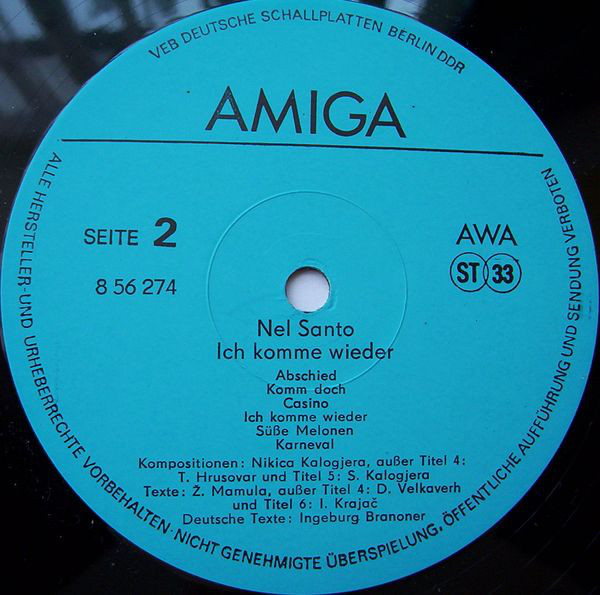 VEB DEUTSCHE SCHALLPLATTEN BERLIN DDR
AMIGA
SEITE 2
8 56 274
AWA
ST 33
Nel Santo
Ich komme wieder
Abschied
Komm doch
Casino
Ich komme wieder
Süße Melonen
Karneval
Kompositionen: Nikica Kalogjera, außer Titel 4:
T. Hrusovar und Titel 5: S. Kalogjera
Texte: Ž. Mamula, außer Titel 4: D. Velkaverh
und Titel 6: I. Krajač
Deutsche Texte: Ingeburg Branoner
ALLE HERSTELLER-UND URHEBERRECHTE VORBEHALTEN·NICHT GENEHMIGTE ÜBERSPIELUNG, ÖFFENTLICHE AUFFÜHRUNG UND SENDUNG VERBOTEN